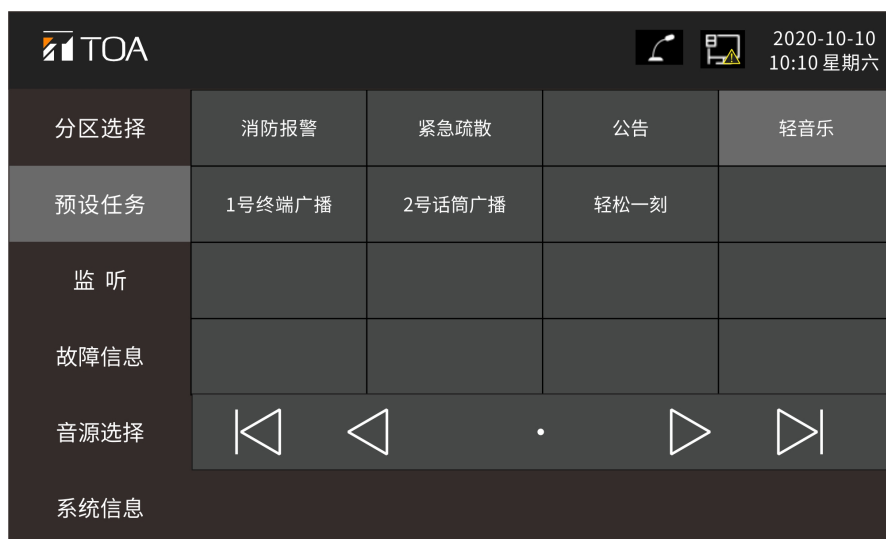 TOA
2020-10-10
10:10 星期六
分区选择
消防报警
紧急疏散
公告
轻音乐
预设任务
1号终端广播
2号话筒广播
轻松一刻
监 听
故障信息
音源选择
系统信息